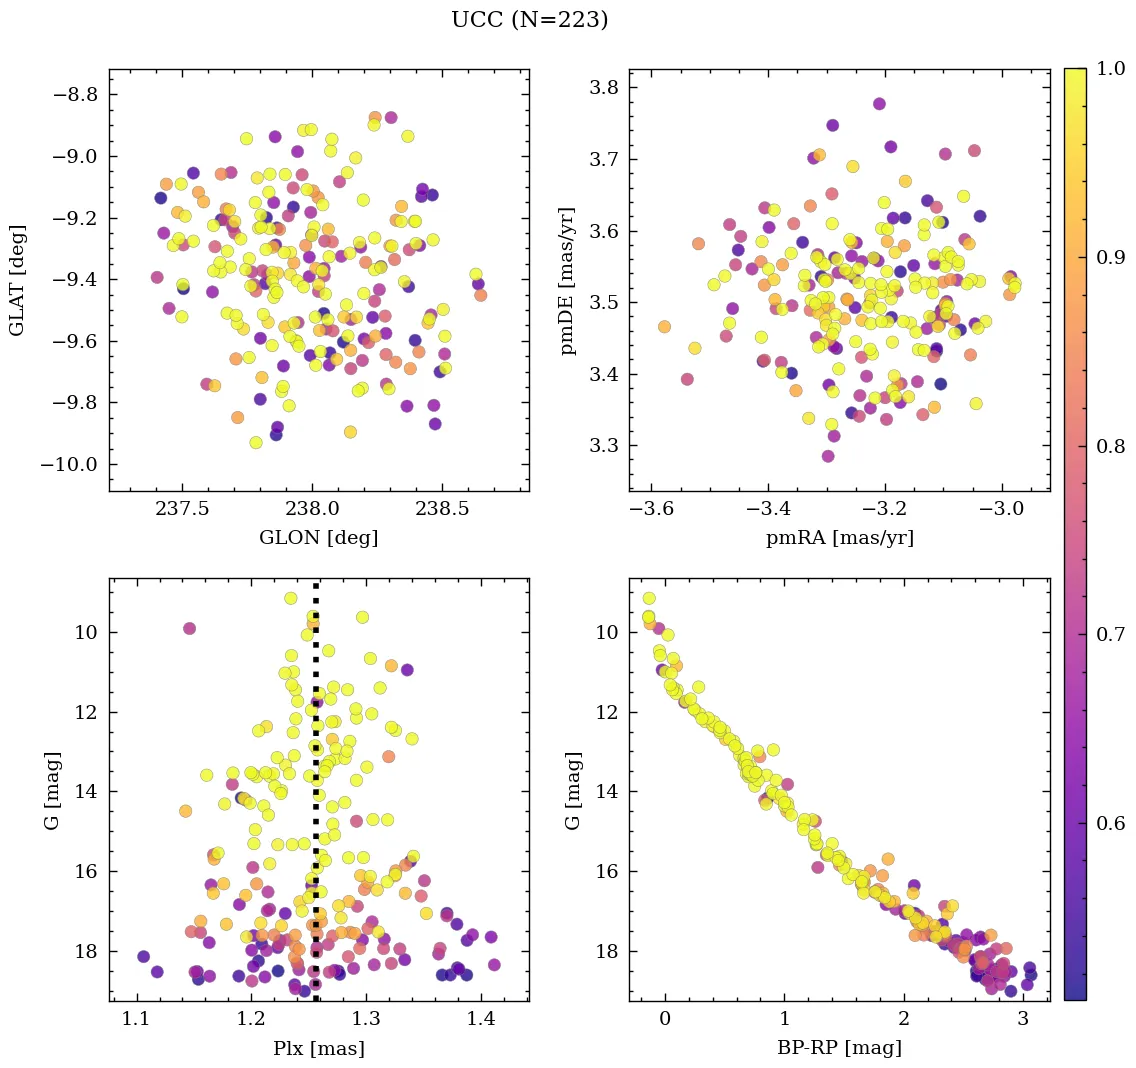 UCC (N=223)
−8.8
−9.0
−9.2
−9.4
−9.6
−9.8
−10.0
GLAT [deg]
237.5 238.0 238.5
GLON [deg]
3.8
3.7
3.6
3.5
3.4
3.3
pmDE [mas/yr]
−3.6 −3.4 −3.2 −3.0
pmRA [mas/yr]
10
12
14
16
18
G [mag]
1.1 1.2 1.3 1.4
Plx [mas]
10
12
14
16
18
G [mag]
0 1 2 3
BP-RP [mag]
1.0
0.9
0.8
0.7
0.6